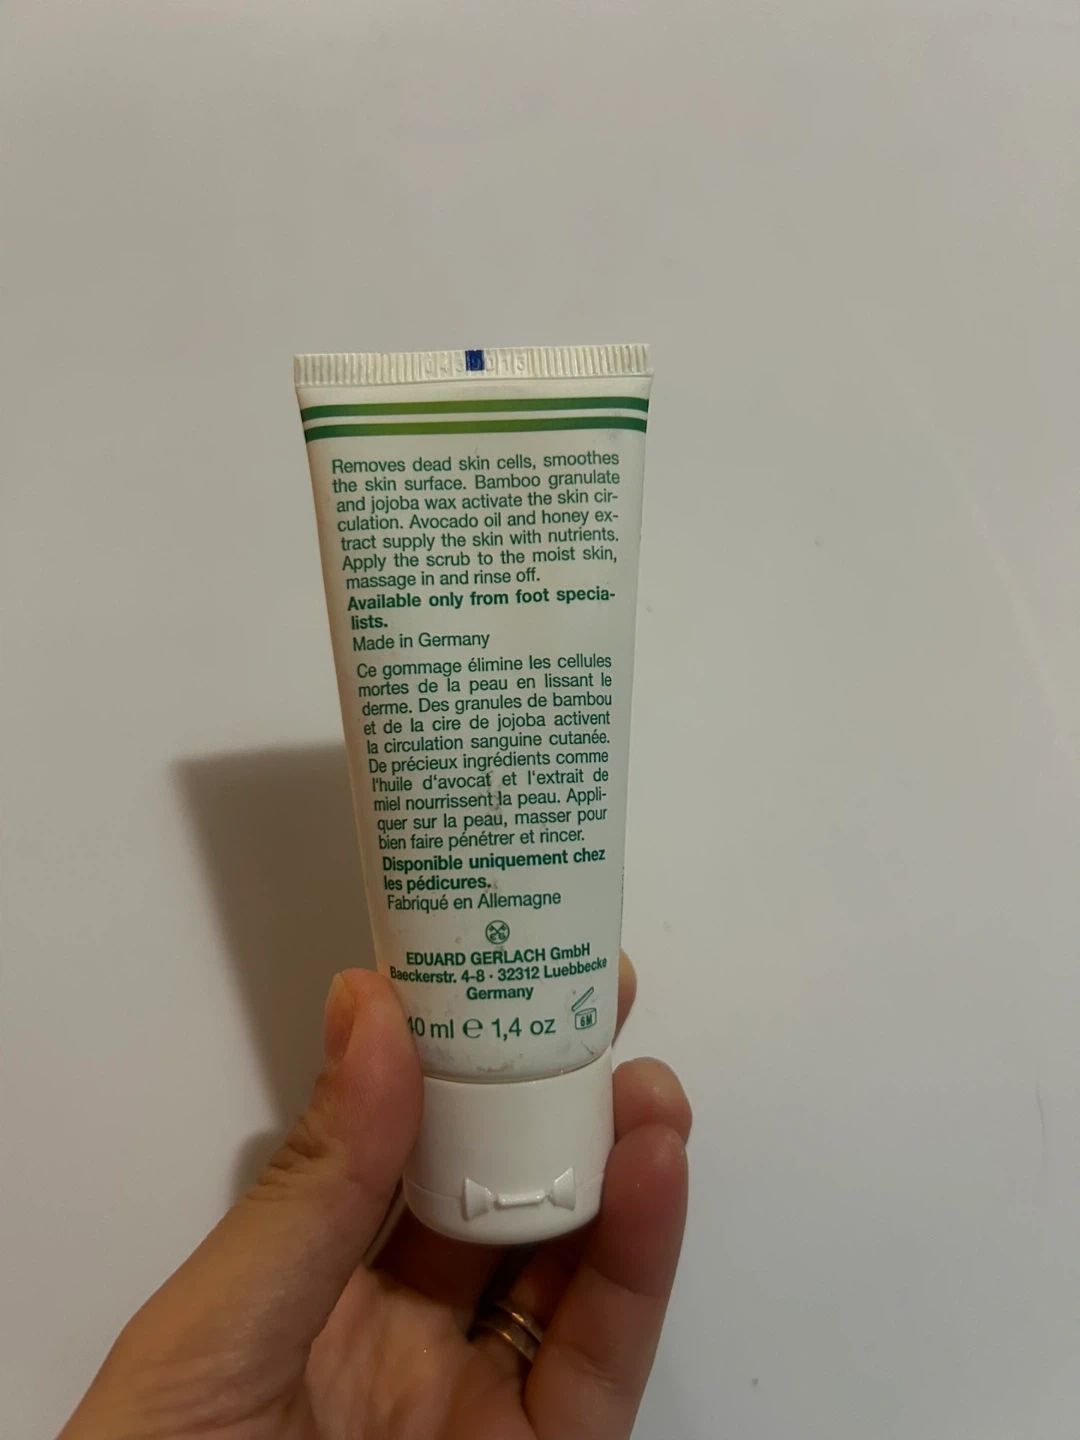 Removes dead skin cells, smoothes
the skin surface. Bamboo granulate
and jojoba wax activate the skin cir-
culation. Avocado oil and honey ex-
tract supply the skin with nutrients.
Apply the scrub to the moist skin,
massage in and rinse off.
Available only from foot specia-
lists.
Made in Germany
Ce gommage élimine les cellules
mortes de la peau en lissant le
derme. Des granules de bambou
et de la cire de jojoba activent
la circulation sanguine cutanée.
De précieux ingrédients comme
l'huile d'avocat et l'extrait de
miel nourrissent la peau. Appli-
quer sur la peau, masser pour
bien faire pénétrer et rincer.
Disponible uniquement chez
les pédicures.
Fabriqué en Allemagne
EDUARD GERLACH GmbH
Baeckerstr. 4-8 · 32312 Luebbecke
Germany
40 ml ℮ 1,4 oz
6M